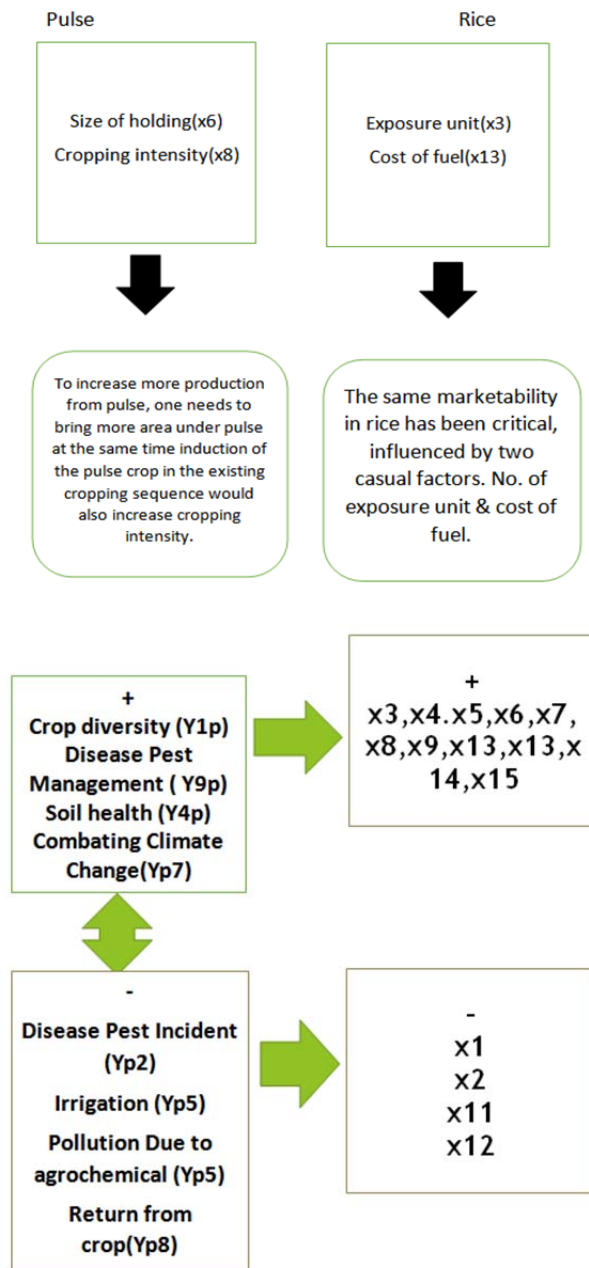 Pulse
Rice
Size of holding(x6)
Cropping intensity(x8)
Exposure unit(x3)
Cost of fuel(x13)
To increase more production
from pulse, one needs to
bring more area under pulse
at the same time induction of
the pulse crop in the existing
cropping sequence would
also increase cropping
intensity.
The same marketability
in rice has been critical,
influenced by two
casual factors. No. of
exposure unit & cost of
fuel.
+
Crop diversity (Y1p)
Disease Pest
Management ( Y9p)
Soil health (Y4p)
Combating Climate
Change(Yp7)
+
x3,x4.x5,x6,x7,
x8,x9,x13,x13,x
14,x15
-
Disease Pest Incident
(Yp2)
Irrigation (Yp5)
Pollution Due to
agrochemical (Yp5)
Return from
crop(Yp8)
-
x1
x2
x11
x12